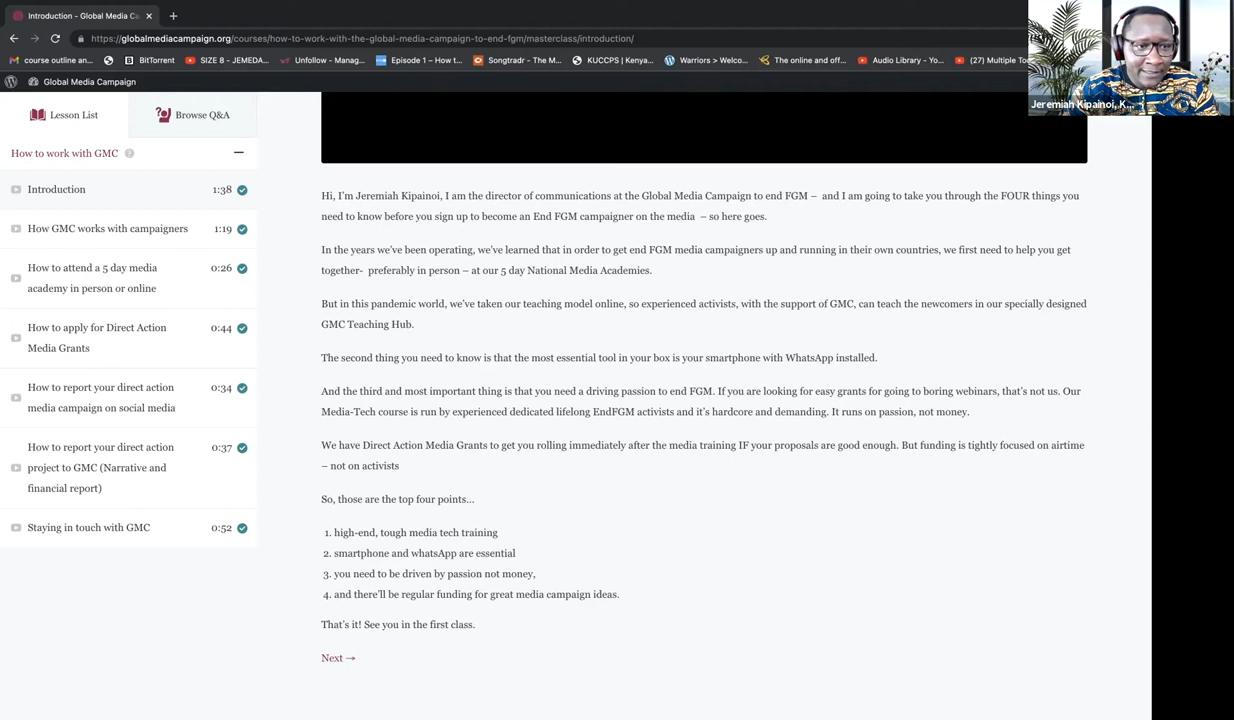 Introduction - Global Media Ca
https://globalmediacampaign.org/courses/how-to-work-with-the-global-media-campaign-to-end-fgm/masterclass/introduction/
course outline an...
BitTorrent
SIZE 8 - JEMEDA...
Unfollow - Manag...
Episode 1 – How t...
Songtradr - The M...
KUCCPS | Kenya...
Warriors > Welco...
The online and off...
Audio Library - Yo...
(27) Multiple To
Jeremiah Kipainoi, K...
Global Media Campaign
Lesson List
Browse Q&A
How to work with GMC
Introduction 1:38
How GMC works with campaigners 1:19
How to attend a 5 day media 0:26
academy in person or online
How to apply for Direct Action 0:44
Media Grants
How to report your direct action 0:34
media campaign on social media
How to report your direct action 0:37
project to GMC (Narrative and
financial report)
Staying in touch with GMC 0:52
Hi, I'm Jeremiah Kipainoi, I am the director of communications at the Global Media Campaign to end FGM – and I am going to take you through the FOUR things you
need to know before you sign up to become an End FGM campaigner on the media – so here goes.
In the years we've been operating, we've learned that in order to get end FGM media campaigners up and running in their own countries, we first need to help you get
together- preferably in person – at our 5 day National Media Academies.
But in this pandemic world, we've taken our teaching model online, so experienced activists, with the support of GMC, can teach the newcomers in our specially designed
GMC Teaching Hub.
The second thing you need to know is that the most essential tool in your box is your smartphone with WhatsApp installed.
And the third and most important thing is that you need a driving passion to end FGM. If you are looking for easy grants for going to boring webinars, that's not us. Our
Media-Tech course is run by experienced dedicated lifelong EndFGM activists and it's hardcore and demanding. It runs on passion, not money.
We have Direct Action Media Grants to get you rolling immediately after the media training IF your proposals are good enough. But funding is tightly focused on airtime
– not on activists
So, those are the top four points…
1. high-end, tough media tech training
2. smartphone and whatsApp are essential
3. you need to be driven by passion not money,
4. and there'll be regular funding for great media campaign ideas.
That's it! See you in the first class.
Next →